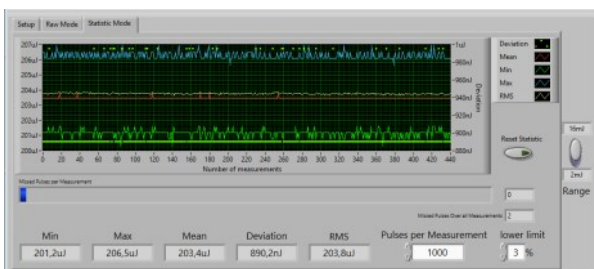 Setup Raw Mode Statistic Mode
207uJ
206uJ
205uJ
204uJ
203uJ
202uJ
201uJ
200uJ
1uJ
980nJ
960nJ
940nJ
920nJ
900nJ
880nJ
Deviation
0 20 40 60 80 100 120 140 160 180 200 220 240 260 280 300 320 340 360 380 400 420 440
Number of measurements
Deviation
Mean
Min
Max
RMS
Reset Statistic
16mJ
2mJ
Range
Missed Pulses per Measurement
0
Missed Pulses Over all Measurements 2
Min Max Mean Deviation RMS Pulses per Measurement lower limit
201,2uJ 206,5uJ 203,4uJ 890,2nJ 203,8uJ 1000 3 %